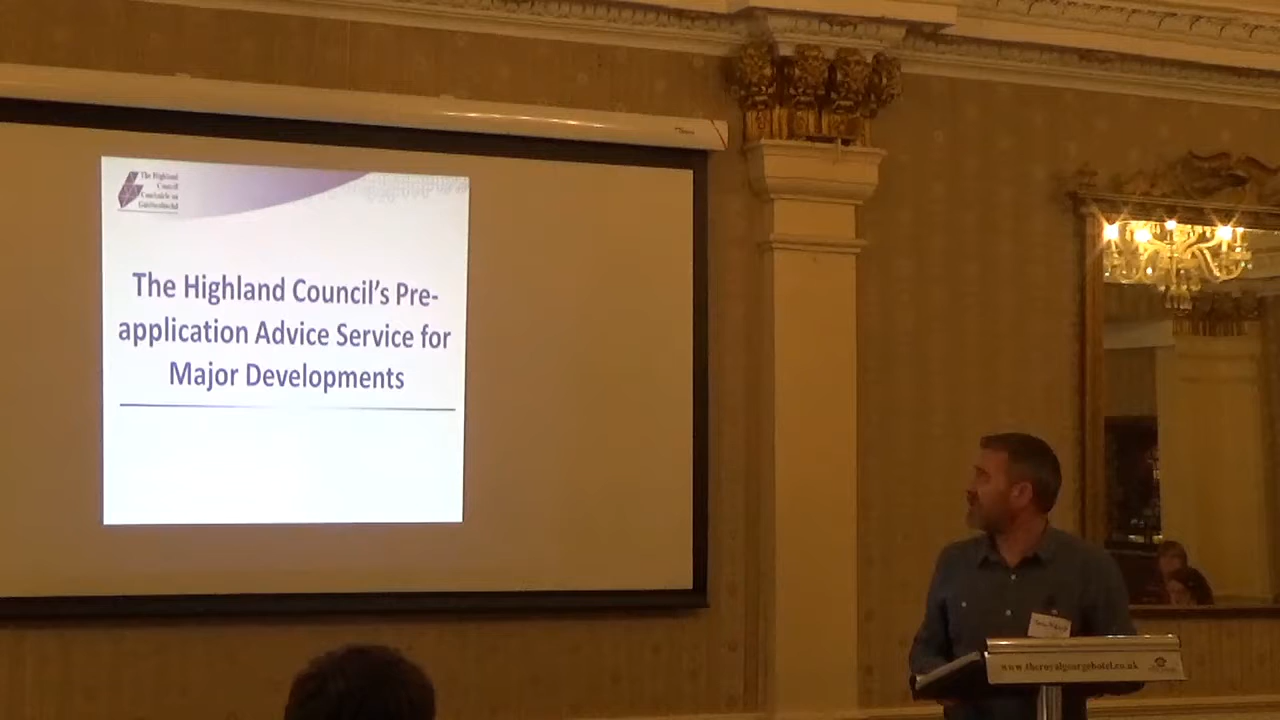 The Highland
Council
Comhairle na
Gaidhealtachd
The Highland Council's Pre-
application Advice Service for
Major Developments
www.theroyalgeorgehotel.co.uk